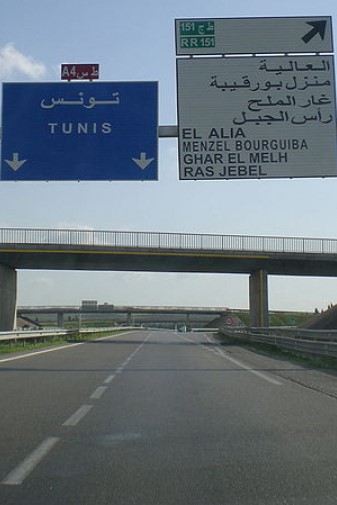 A4 ط س
تونس
TUNIS
ط ج 151
RR 151
العالية
منزل بورقيبة
غار الملح
رأس الجبل
EL ALIA
MENZEL BOURGUIBA
GHAR EL MELH
RAS JEBEL